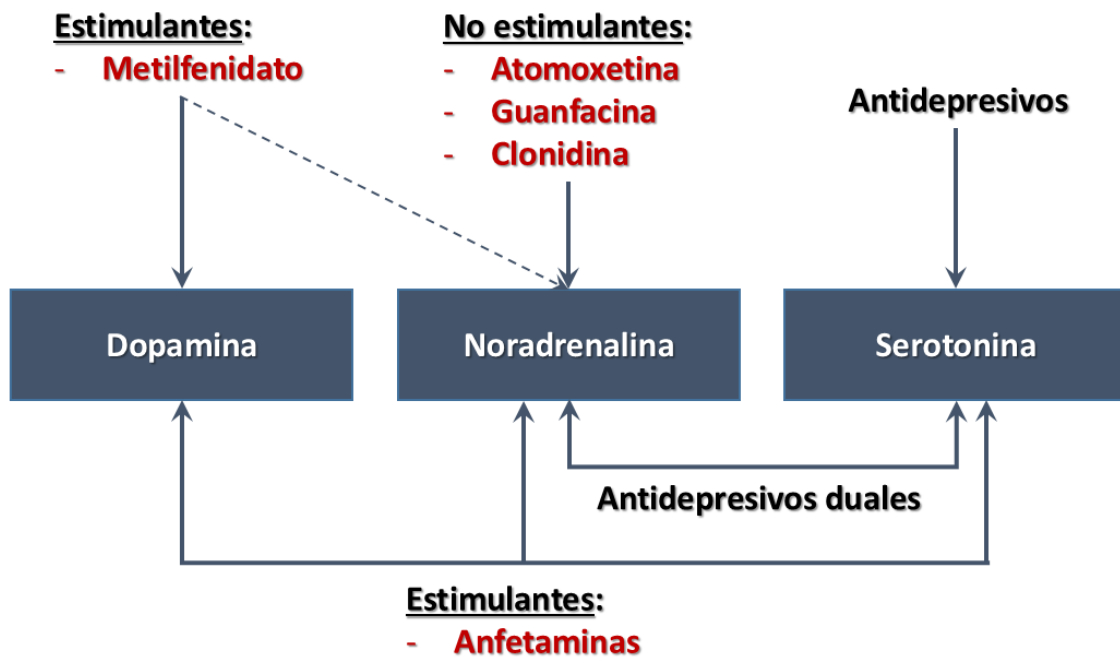 Estimulantes:
- Metilfenidato
No estimulantes:
- Atomoxetina
- Guanfacina
- Clonidina
Antidepresivos
Dopamina
Noradrenalina
Serotonina
Antidepresivos duales
Estimulantes:
- Anfetaminas